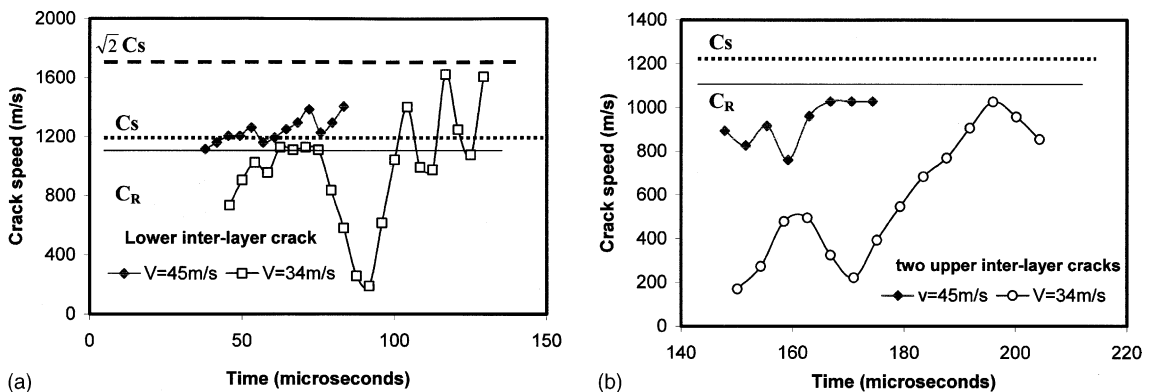 2000
1600
1200
800
400
0
Crack speed (m/s)
√2 Cs
Cs
CR
Lower inter-layer crack
V=45m/s V=34m/s
0 50 100 150
Time (microseconds)
(a)
1400
1200
1000
800
600
400
200
0
Crack speed (m/s)
Cs
CR
two upper inter-layer cracks
v=45m/s V=34m/s
140 160 180 200 220
Time (microseconds)
(b)